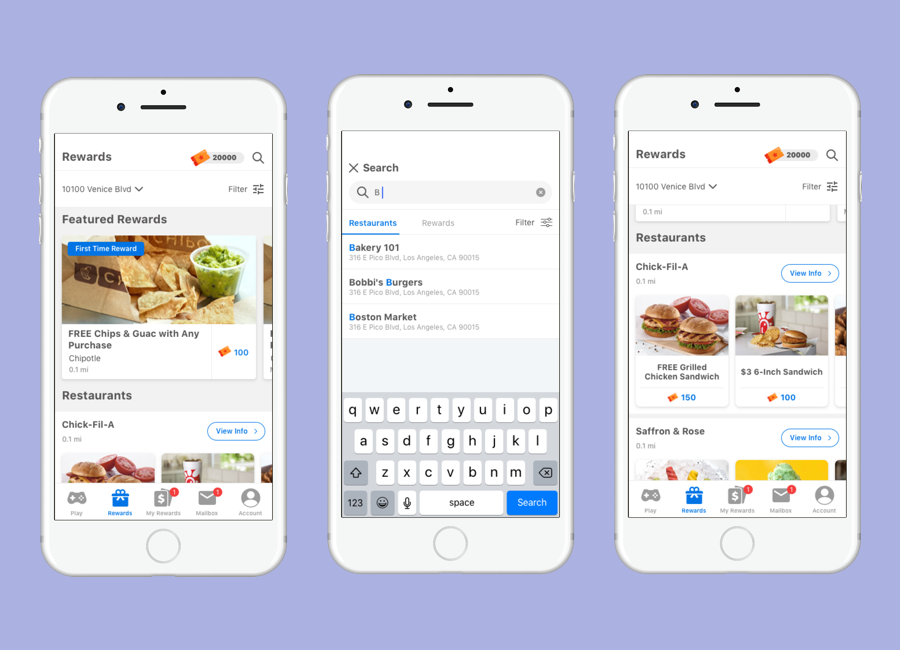 Rewards
20000
10100 Venice Blvd
Filter
Featured Rewards
First Time Reward
FREE Chips & Guac with Any
Purchase
Chipotle
0.1 mi
100
Restaurants
Chick-Fil-A
0.1 mi
View Info
Play
Rewards
1
My Rewards
1
Mailbox
Account
Search
B
Restaurants
Rewards
Filter
Bakery 101
316 E Pico Blvd, Los Angeles, CA 90015
Bobbi's Burgers
316 E Pico Blvd, Los Angeles, CA 90015
Boston Market
316 E Pico Blvd, Los Angeles, CA 90015
q w e r t y u i o p
a s d f g h j k l
z x c v b n m
123
space
Search
Rewards
20000
10100 Venice Blvd
Filter
0.1 mi
Restaurants
Chick-Fil-A
0.1 mi
View Info
FREE Grilled
Chicken Sandwich
150
$3 6-Inch Sandwich
100
Saffron & Rose
0.1 mi
View Info
Play
Rewards
1
My Rewards
1
Mailbox
Account